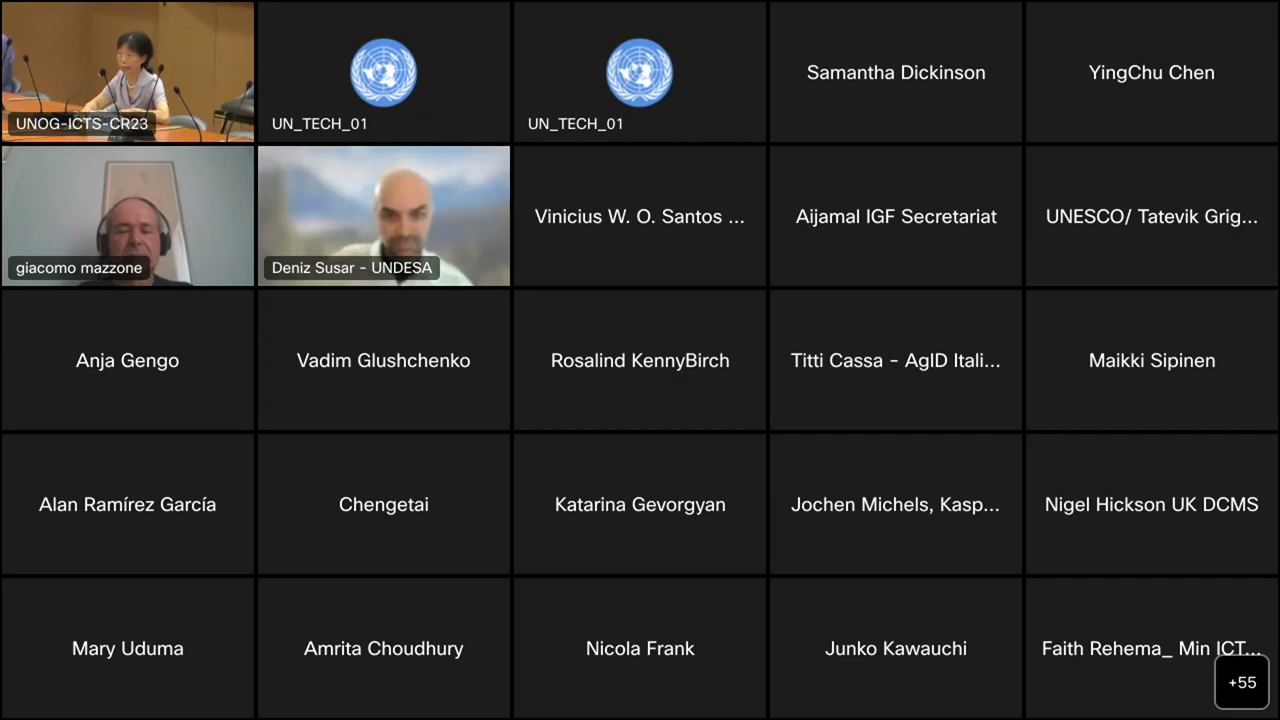 UNOG-ICTS-CR23
UN_TECH_01
UN_TECH_01
Samantha Dickinson
YingChu Chen
giacomo mazzone
Deniz Susar - UNDESA
Vinicius W. O. Santos ...
Aijamal IGF Secretariat
UNESCO/ Tatevik Grig...
Anja Gengo
Vadim Glushchenko
Rosalind KennyBirch
Titti Cassa - AgID Itali...
Maikki Sipinen
Alan Ramírez García
Chengetai
Katarina Gevorgyan
Jochen Michels, Kasp...
Nigel Hickson UK DCMS
Mary Uduma
Amrita Choudhury
Nicola Frank
Junko Kawauchi
Faith Rehema_ Min ICT...
+55